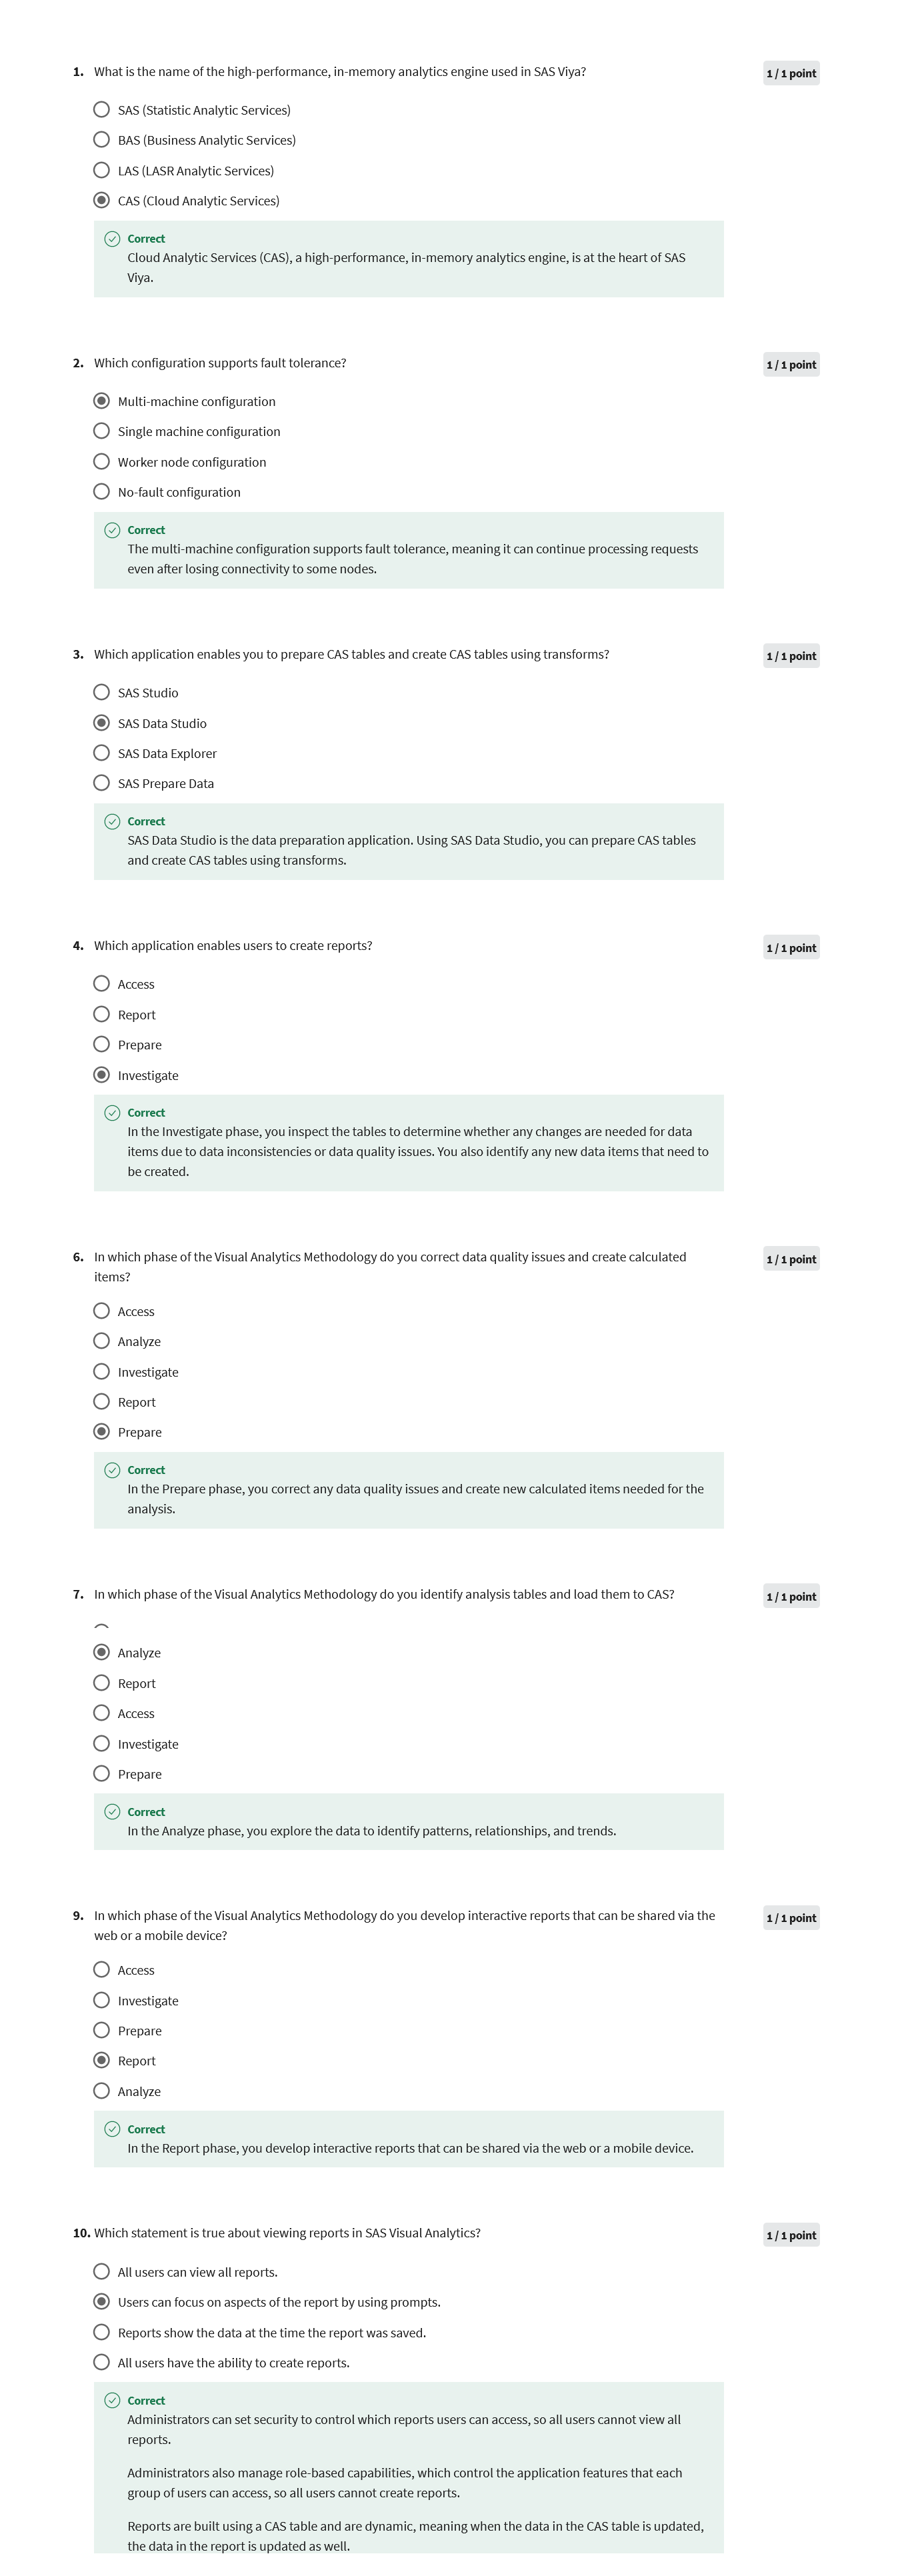 1. What is the name of the high-performance, in-memory analytics engine used in SAS Viya?
1 / 1 point
SAS (Statistic Analytic Services)
BAS (Business Analytic Services)
LAS (LASR Analytic Services)
CAS (Cloud Analytic Services)
Correct
Cloud Analytic Services (CAS), a high-performance, in-memory analytics engine, is at the heart of SAS
Viya.
2. Which configuration supports fault tolerance?
1 / 1 point
Multi-machine configuration
Single machine configuration
Worker node configuration
No-fault configuration
Correct
The multi-machine configuration supports fault tolerance, meaning it can continue processing requests
even after losing connectivity to some nodes.
3. Which application enables you to prepare CAS tables and create CAS tables using transforms?
1 / 1 point
SAS Studio
SAS Data Studio
SAS Data Explorer
SAS Prepare Data
Correct
SAS Data Studio is the data preparation application. Using SAS Data Studio, you can prepare CAS tables
and create CAS tables using transforms.
4. Which application enables users to create reports?
1 / 1 point
Access
Report
Prepare
Investigate
Correct
In the Investigate phase, you inspect the tables to determine whether any changes are needed for data
items due to data inconsistencies or data quality issues. You also identify any new data items that need to
be created.
6. In which phase of the Visual Analytics Methodology do you correct data quality issues and create calculated
items?
1 / 1 point
Access
Analyze
Investigate
Report
Prepare
Correct
In the Prepare phase, you correct any data quality issues and create new calculated items needed for the
analysis.
7. In which phase of the Visual Analytics Methodology do you identify analysis tables and load them to CAS?
1 / 1 point
Analyze
Report
Access
Investigate
Prepare
Correct
In the Analyze phase, you explore the data to identify patterns, relationships, and trends.
9. In which phase of the Visual Analytics Methodology do you develop interactive reports that can be shared via the
web or a mobile device?
1 / 1 point
Access
Investigate
Prepare
Report
Analyze
Correct
In the Report phase, you develop interactive reports that can be shared via the web or a mobile device.
10. Which statement is true about viewing reports in SAS Visual Analytics?
1 / 1 point
All users can view all reports.
Users can focus on aspects of the report by using prompts.
Reports show the data at the time the report was saved.
All users have the ability to create reports.
Correct
Administrators can set security to control which reports users can access, so all users cannot view all
reports.
Administrators also manage role-based capabilities, which control the application features that each
group of users can access, so all users cannot create reports.
Reports are built using a CAS table and are dynamic, meaning when the data in the CAS table is updated,
the data in the report is updated as well.